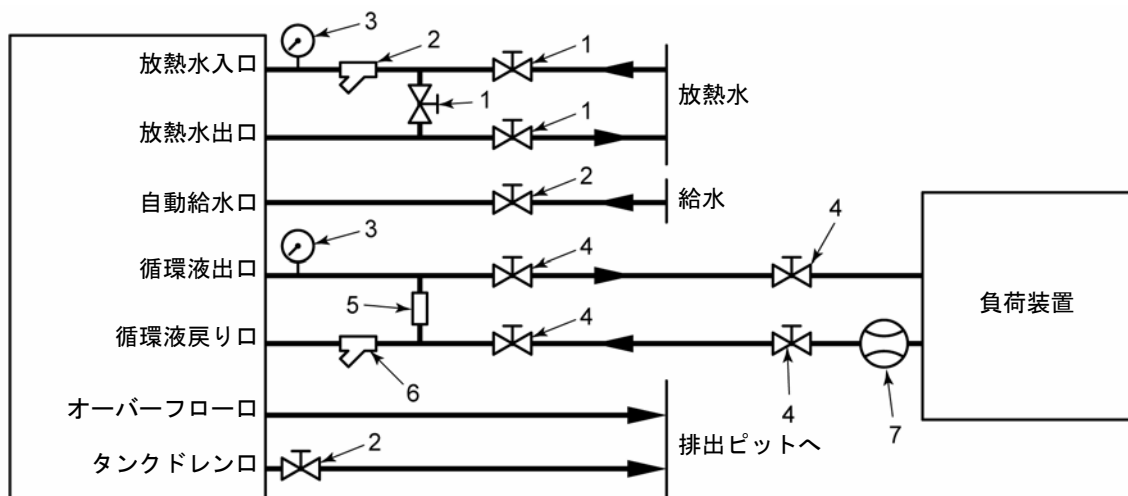 3
2
1
放熱水入口
放熱水
1
1
放熱水出口
2
自動給水口
給水
3
4
4
循環液出口
負荷装置
5
4
循環液戻り口
6
4
7
オーバーフロー口
排出ピットへ
2
タンクドレン口